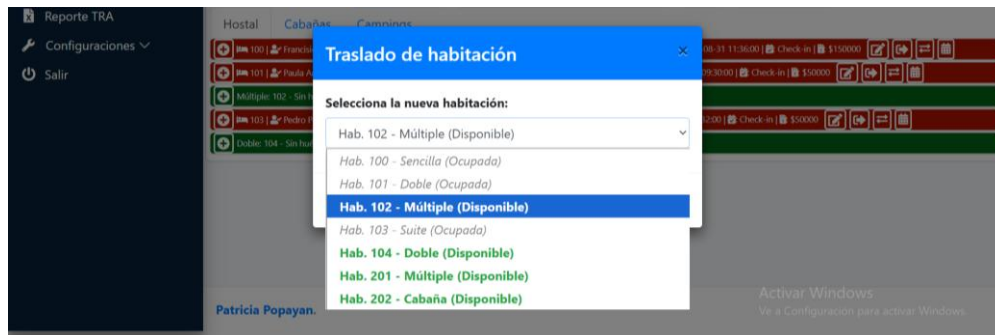 Reporte TRA
Configuraciones
Salir
Hostal Cabañas Campings
100 | Francis
08-31 11:36:00 | Check-in | $150000
101 | Paula A
09:30:00 | Check-in | $50000
Múltiple: 102 - Sin h
103 | Pedro P
2:00 | Check-in | $50000
Doble: 104 - Sin hu
Traslado de habitación ×
Selecciona la nueva habitación:
Hab. 102 - Múltiple (Disponible)
Hab. 100 - Sencilla (Ocupada)
Hab. 101 - Doble (Ocupada)
Hab. 102 - Múltiple (Disponible)
Hab. 103 - Suite (Ocupada)
Hab. 104 - Doble (Disponible)
Hab. 201 - Múltiple (Disponible)
Hab. 202 - Cabaña (Disponible)
Patricia Popayan.
Activar Windows
Ve a Configuración para activar Windows.